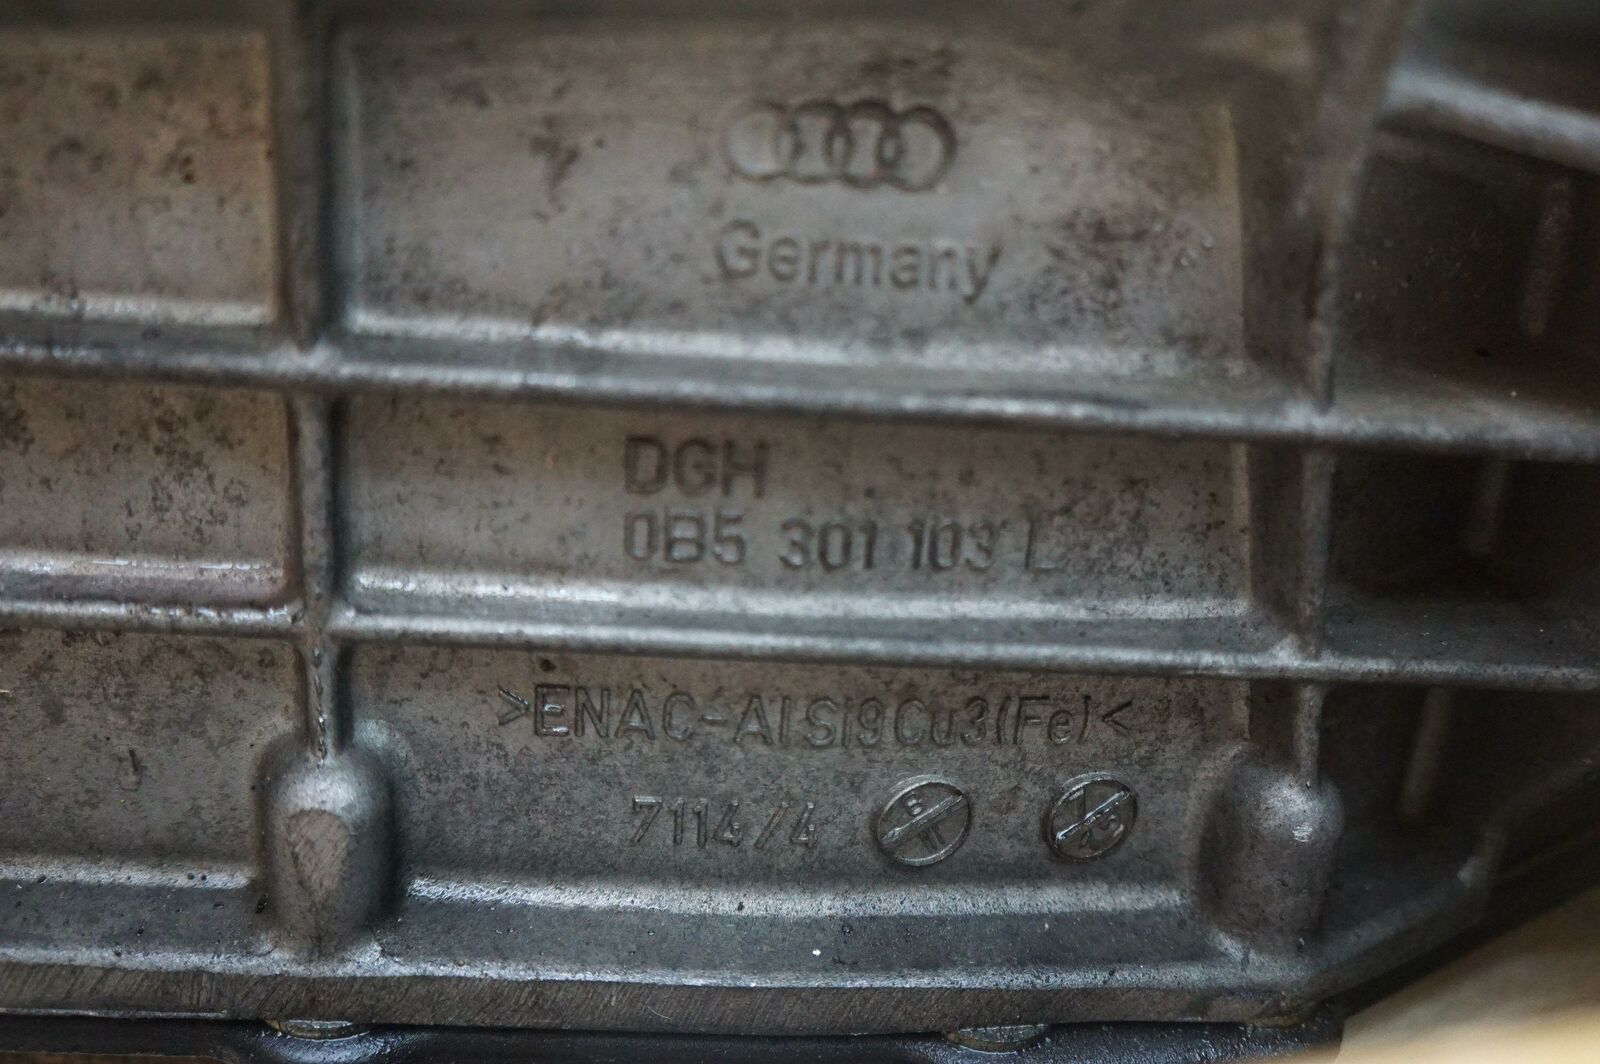 Germany
DGH
0B5 301 103 L
>ENAC-AlSi9Cu3(Fe)<
7114/4